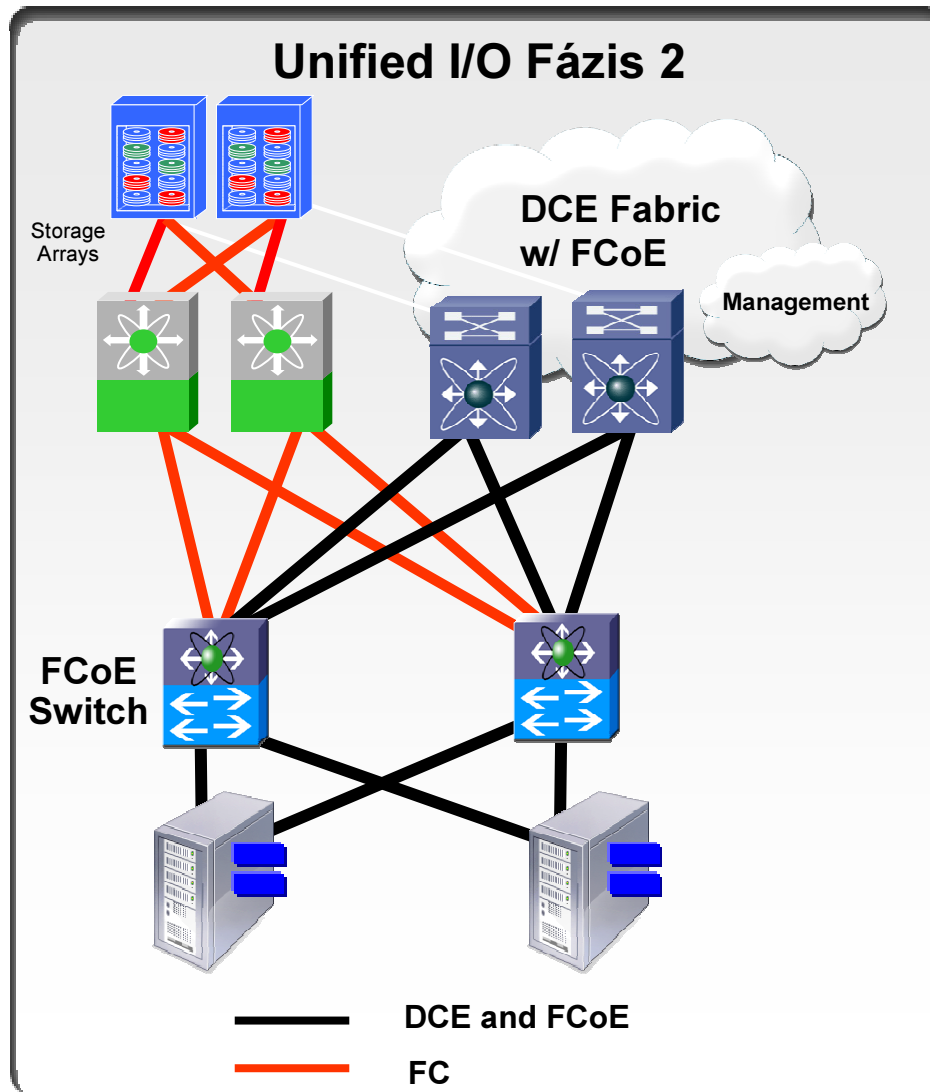 Unified I/O Fázis 2
Storage
Arrays
DCE Fabric
w/ FCoE
Management
FCoE
Switch
DCE and FCoE
FC